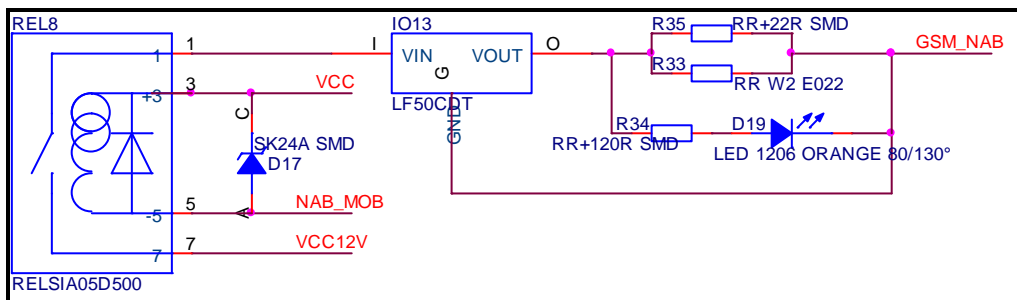 REL8
1
1
+3
3
-5
5
7
7
RELSIA05D500
VCC
C
SK24A SMD
D17
A
NAB_MOB
VCC12V
IO13
I
VIN
VOUT
O
G
LF50CDT
GND
R35
RR+22R SMD
R33
RR W2 E022
R34
RR+120R SMD
D19
LED 1206 ORANGE 80/130°
GSM_NAB